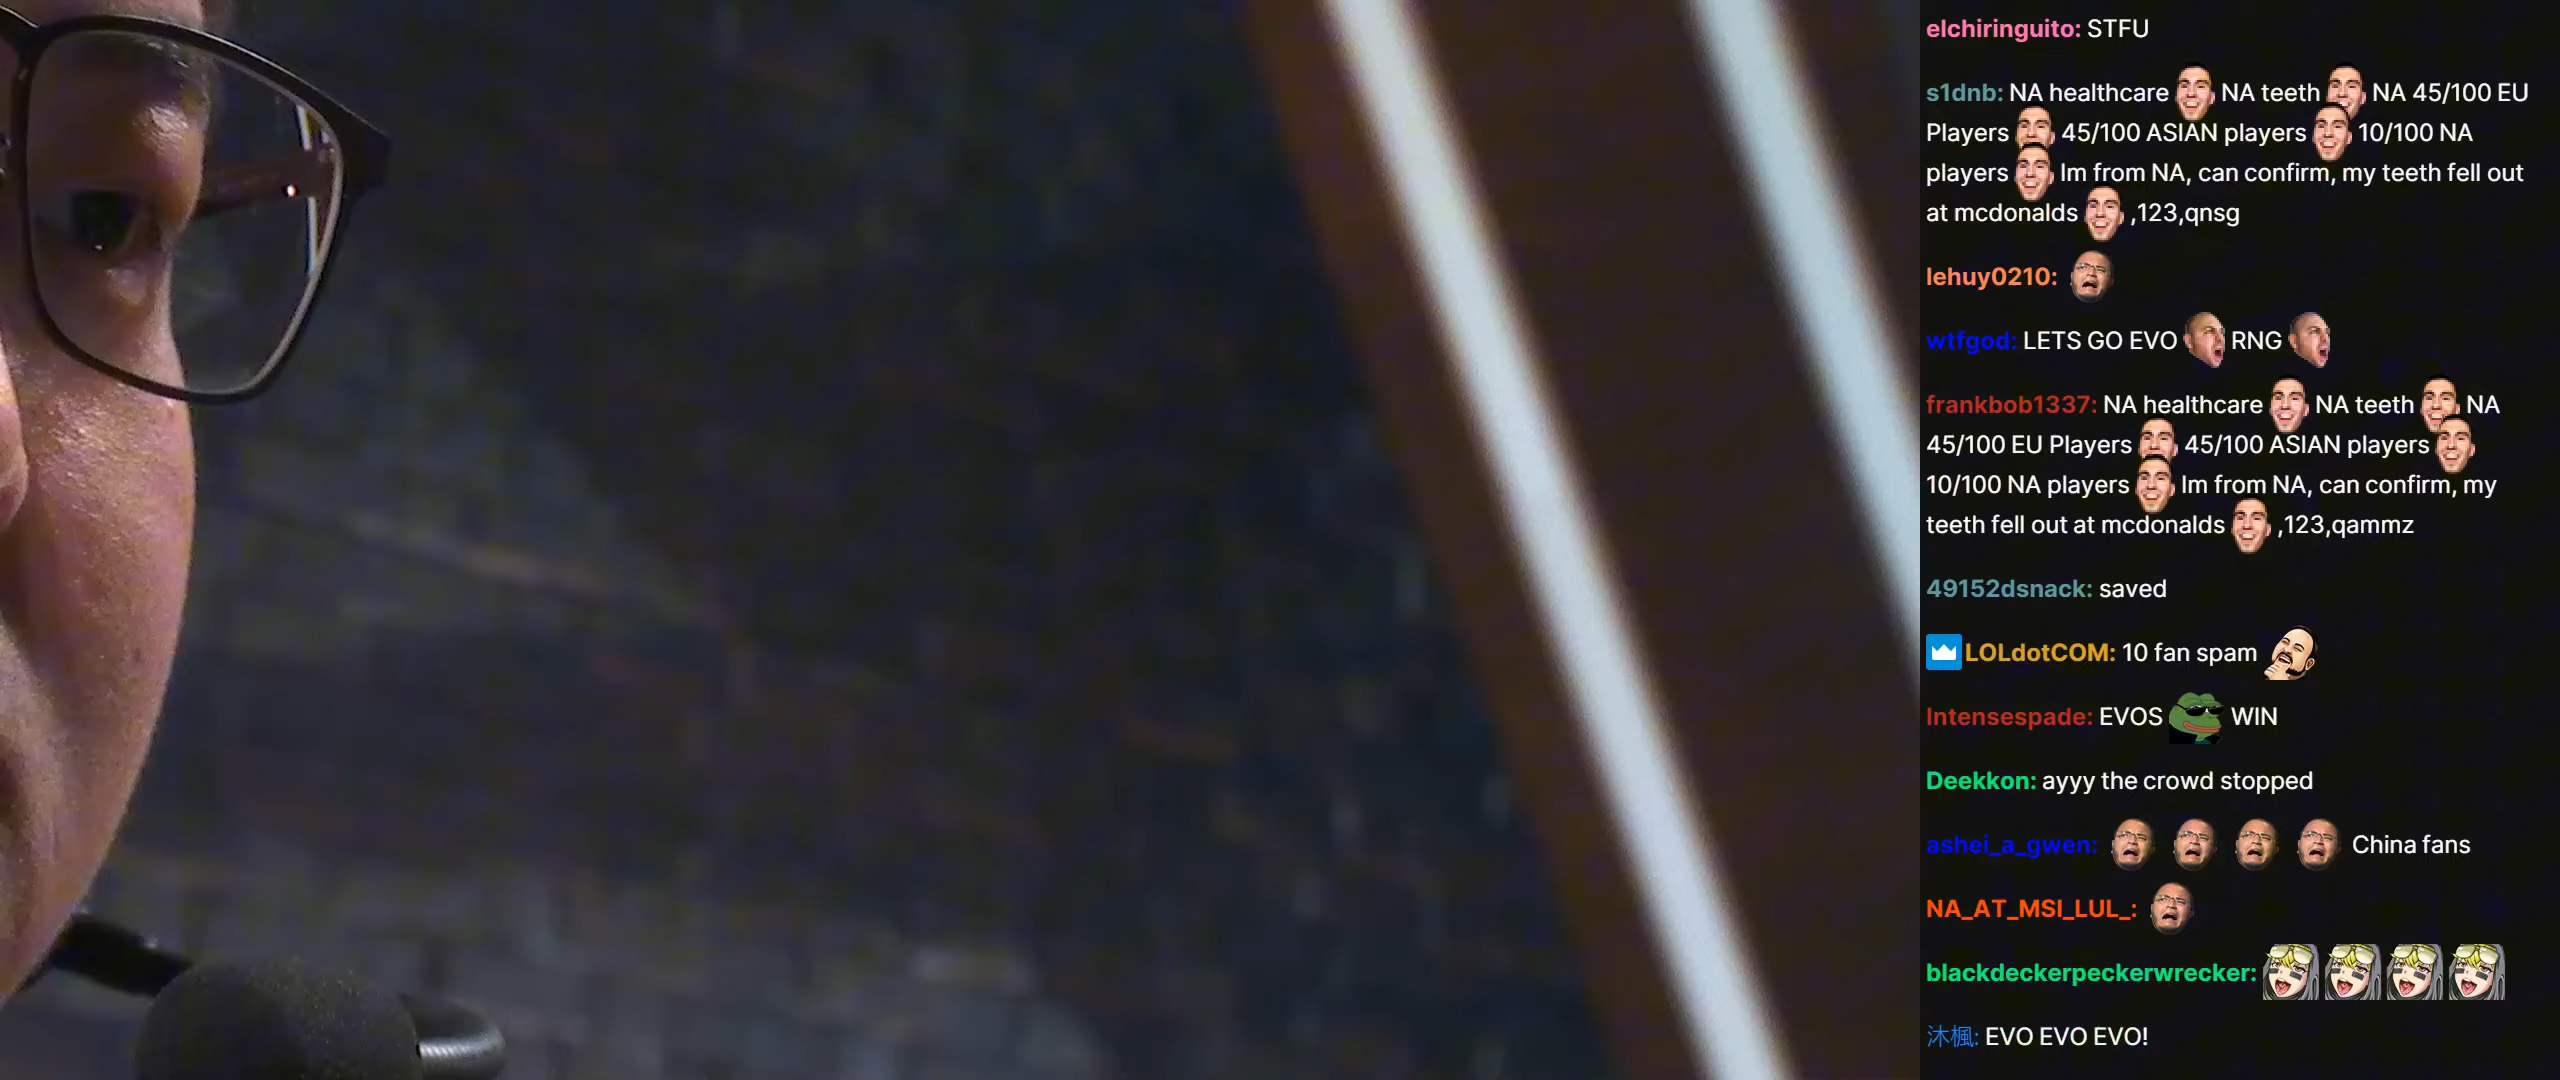 elchiringuito: STFU
s1dnb: NA healthcare NA teeth NA 45/100 EU
Players 45/100 ASIAN players 10/100 NA
players Im from NA, can confirm, my teeth fell out
at mcdonalds ,123,qnsg
lehuy0210:
wtfgod: LETS GO EVO RNG
frankbob1337: NA healthcare NA teeth NA
45/100 EU Players 45/100 ASIAN players
10/100 NA players Im from NA, can confirm, my
teeth fell out at mcdonalds ,123,qammz
49152dsnack: saved
LOLdotCOM: 10 fan spam
Intensespade: EVOS WIN
Deekkon: ayyy the crowd stopped
ashei_a_gwen: China fans
NA_AT_MSI_LUL_:
blackdeckerpeckerwrecker:
沐楓: EVO EVO EVO!